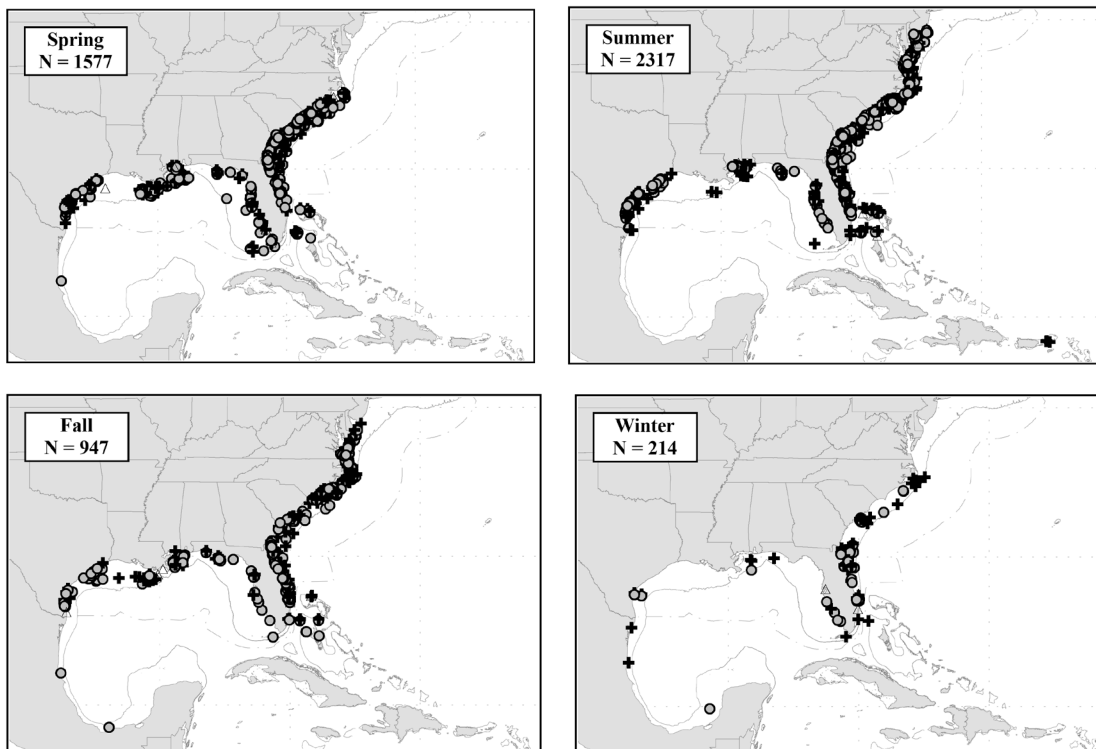 Spring
N = 1577
Summer
N = 2317
Fall
N = 947
Winter
N = 214